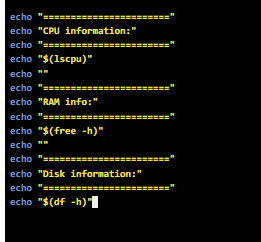 echo "======================="
echo "CPU information:"
echo "======================="
echo "$(lscpu)"
echo ""
echo "======================="
echo "RAM info:"
echo "======================="
echo "$(free -h)"
echo ""
echo "======================="
echo "Disk information:"
echo "======================="
echo "$(df -h)"